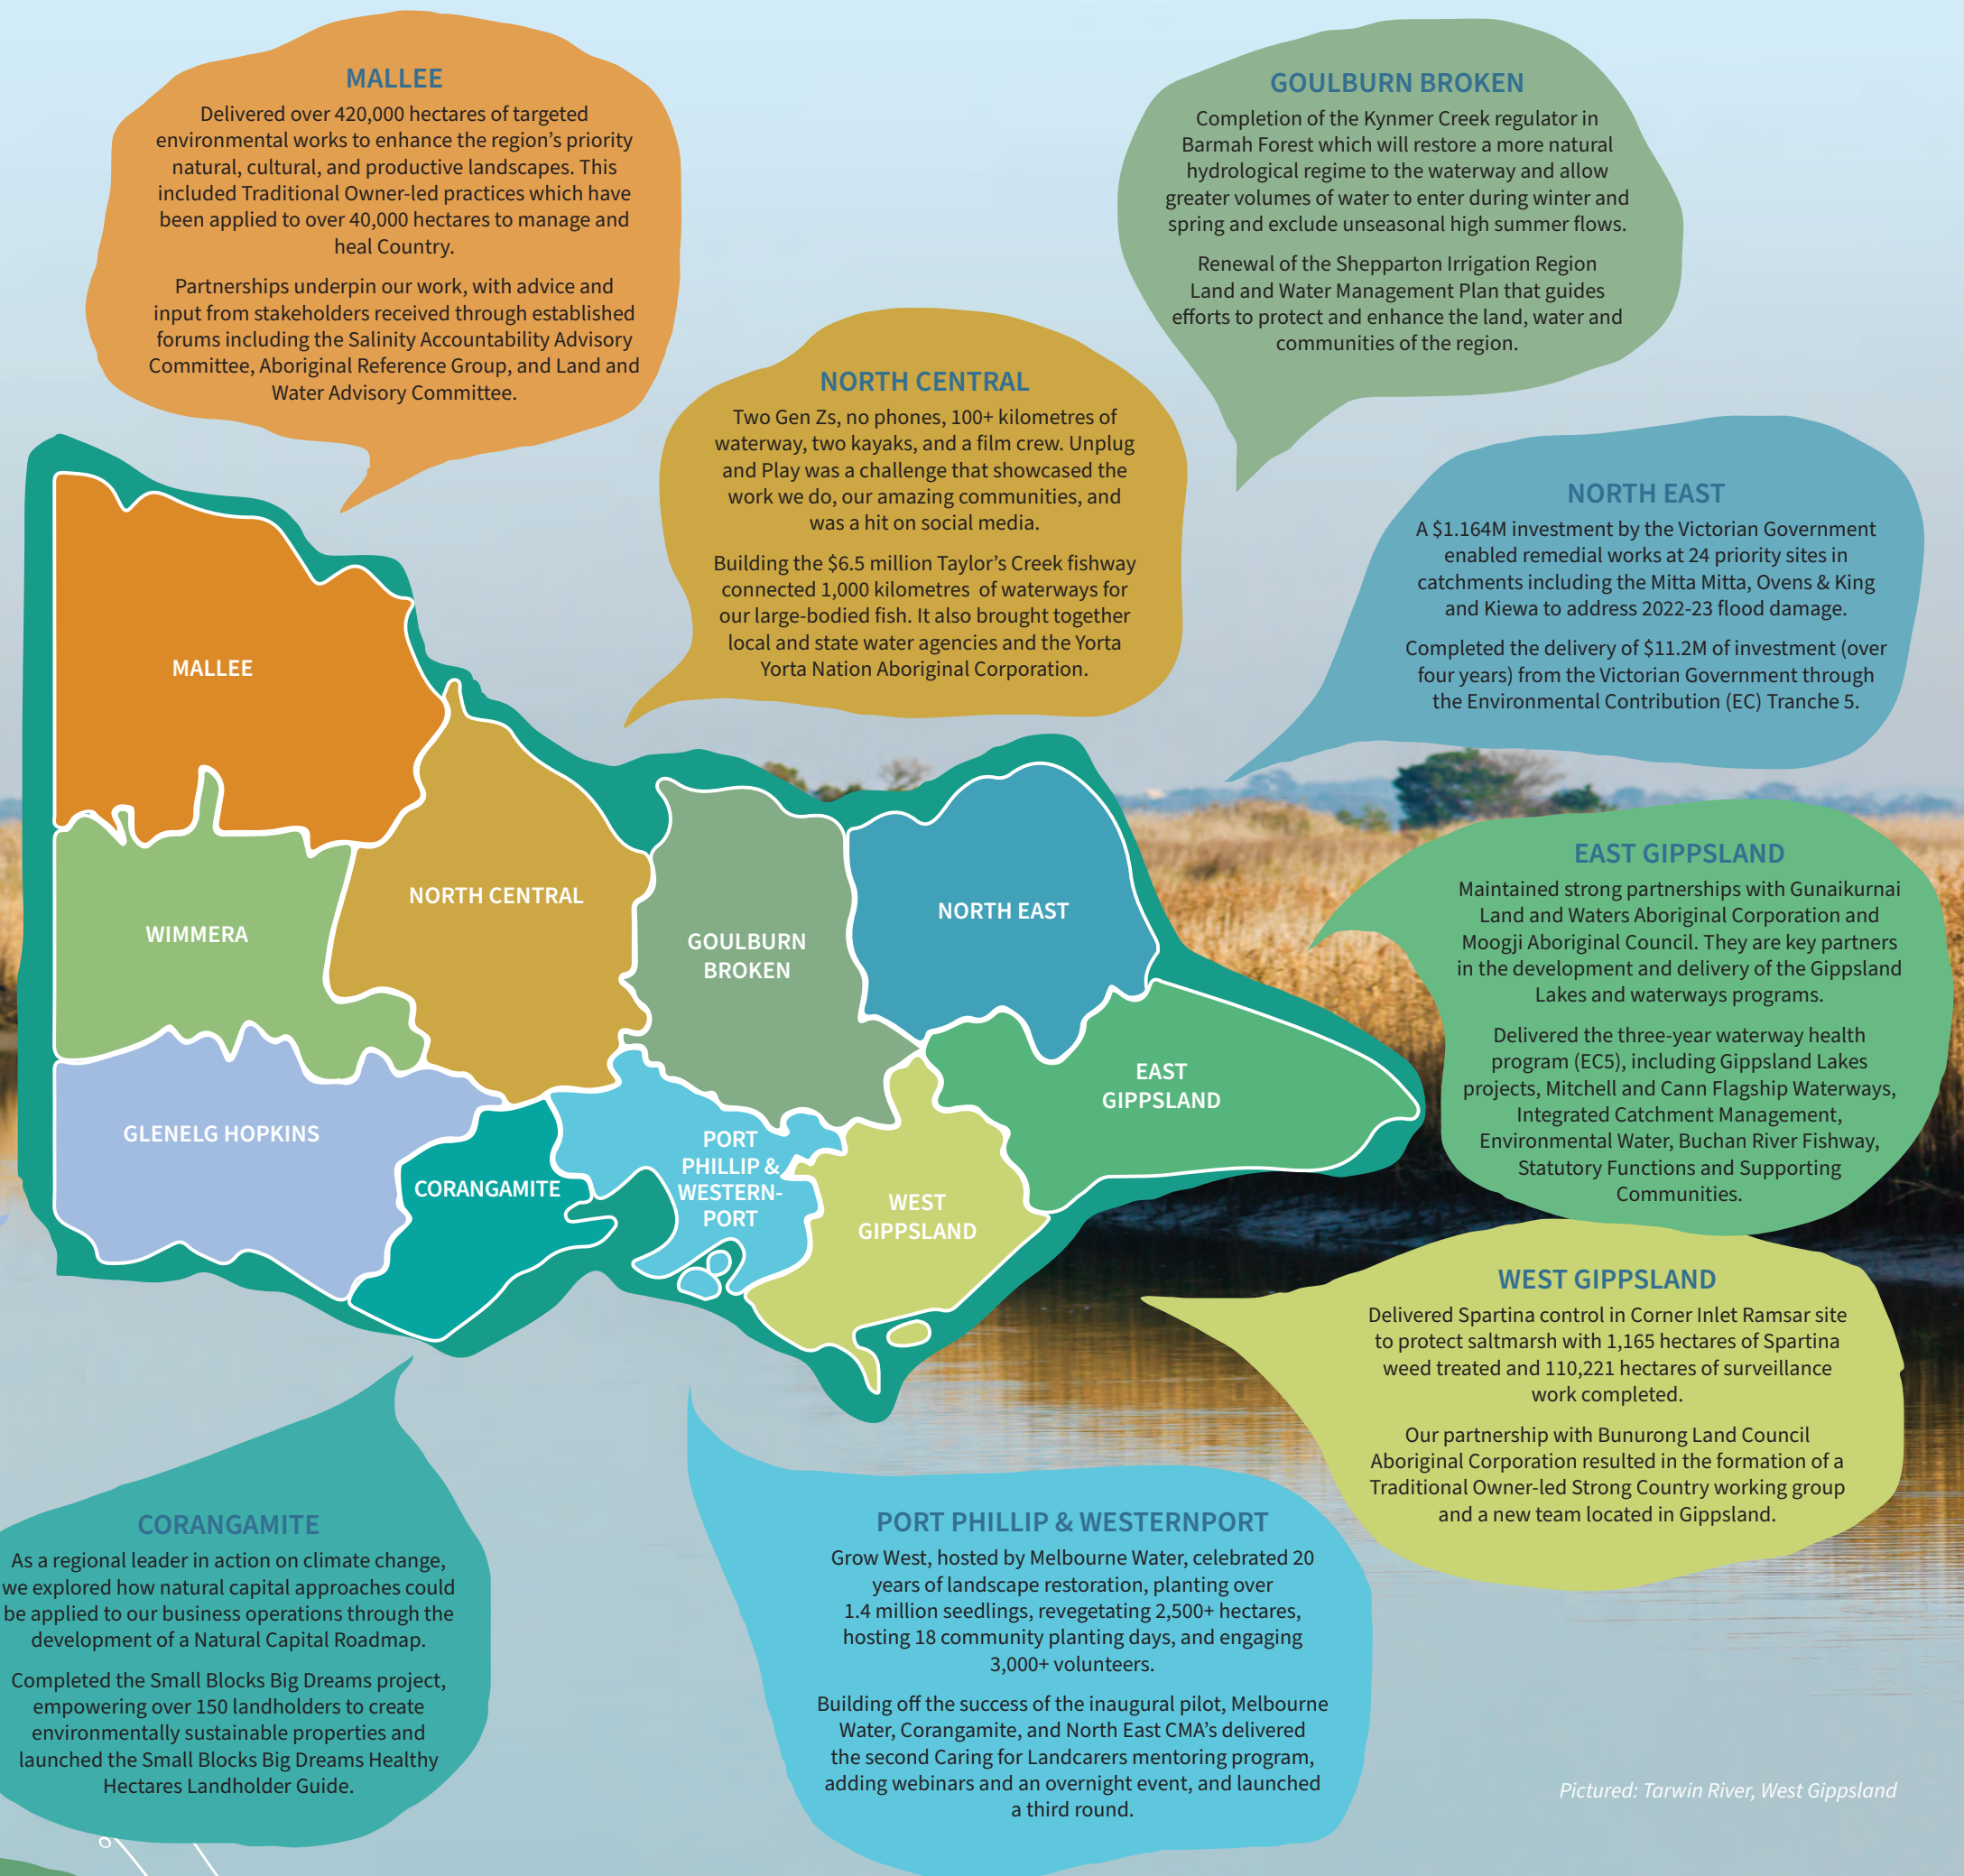 MALLEE
Delivered over 420,000 hectares of targeted
environmental works to enhance the region's priority
natural, cultural, and productive landscapes. This
included Traditional Owner-led practices which have
been applied to over 40,000 hectares to manage and
heal Country.
Partnerships underpin our work, with advice and
input from stakeholders received through established
forums including the Salinity Accountability Advisory
Committee, Aboriginal Reference Group, and Land and
Water Advisory Committee.
GOULBURN BROKEN
Completion of the Kynmer Creek regulator in
Barmah Forest which will restore a more natural
hydrological regime to the waterway and allow
greater volumes of water to enter during winter and
spring and exclude unseasonal high summer flows.
Renewal of the Shepparton Irrigation Region
Land and Water Management Plan that guides
efforts to protect and enhance the land, water and
communities of the region.
NORTH CENTRAL
Two Gen Zs, no phones, 100+ kilometres of
waterway, two kayaks, and a film crew. Unplug
and Play was a challenge that showcased the
work we do, our amazing communities, and
was a hit on social media.
Building the $6.5 million Taylor's Creek fishway
connected 1,000 kilometres of waterways for
our large-bodied fish. It also brought together
local and state water agencies and the Yorta
Yorta Nation Aboriginal Corporation.
NORTH EAST
A $1.164M investment by the Victorian Government
enabled remedial works at 24 priority sites in
catchments including the Mitta Mitta, Ovens & King
and Kiewa to address 2022-23 flood damage.
Completed the delivery of $11.2M of investment (over
four years) from the Victorian Government through
the Environmental Contribution (EC) Tranche 5.
MALLEE
WIMMERA
NORTH CENTRAL
GOULBURN
BROKEN
NORTH EAST
EAST
GIPPSLAND
GLENELG HOPKINS
CORANGAMITE
PORT
PHILLIP &
WESTERN-
PORT
WEST
GIPPSLAND
EAST GIPPSLAND
Maintained strong partnerships with Gunaikurnai
Land and Waters Aboriginal Corporation and
Moogji Aboriginal Council. They are key partners
in the development and delivery of the Gippsland
Lakes and waterways programs.
Delivered the three-year waterway health
program (EC5), including Gippsland Lakes
projects, Mitchell and Cann Flagship Waterways,
Integrated Catchment Management,
Environmental Water, Buchan River Fishway,
Statutory Functions and Supporting
Communities.
WEST GIPPSLAND
Delivered Spartina control in Corner Inlet Ramsar site
to protect saltmarsh with 1,165 hectares of Spartina
weed treated and 110,221 hectares of surveillance
work completed.
Our partnership with Bunurong Land Council
Aboriginal Corporation resulted in the formation of a
Traditional Owner-led Strong Country working group
and a new team located in Gippsland.
CORANGAMITE
As a regional leader in action on climate change,
we explored how natural capital approaches could
be applied to our business operations through the
development of a Natural Capital Roadmap.
Completed the Small Blocks Big Dreams project,
empowering over 150 landholders to create
environmentally sustainable properties and
launched the Small Blocks Big Dreams Healthy
Hectares Landholder Guide.
PORT PHILLIP & WESTERNPORT
Grow West, hosted by Melbourne Water, celebrated 20
years of landscape restoration, planting over
1.4 million seedlings, revegetating 2,500+ hectares,
hosting 18 community planting days, and engaging
3,000+ volunteers.
Building off the success of the inaugural pilot, Melbourne
Water, Corangamite, and North East CMA's delivered
the second Caring for Landcarers mentoring program,
adding webinars and an overnight event, and launched
a third round.
Pictured: Tarwin River, West Gippsland